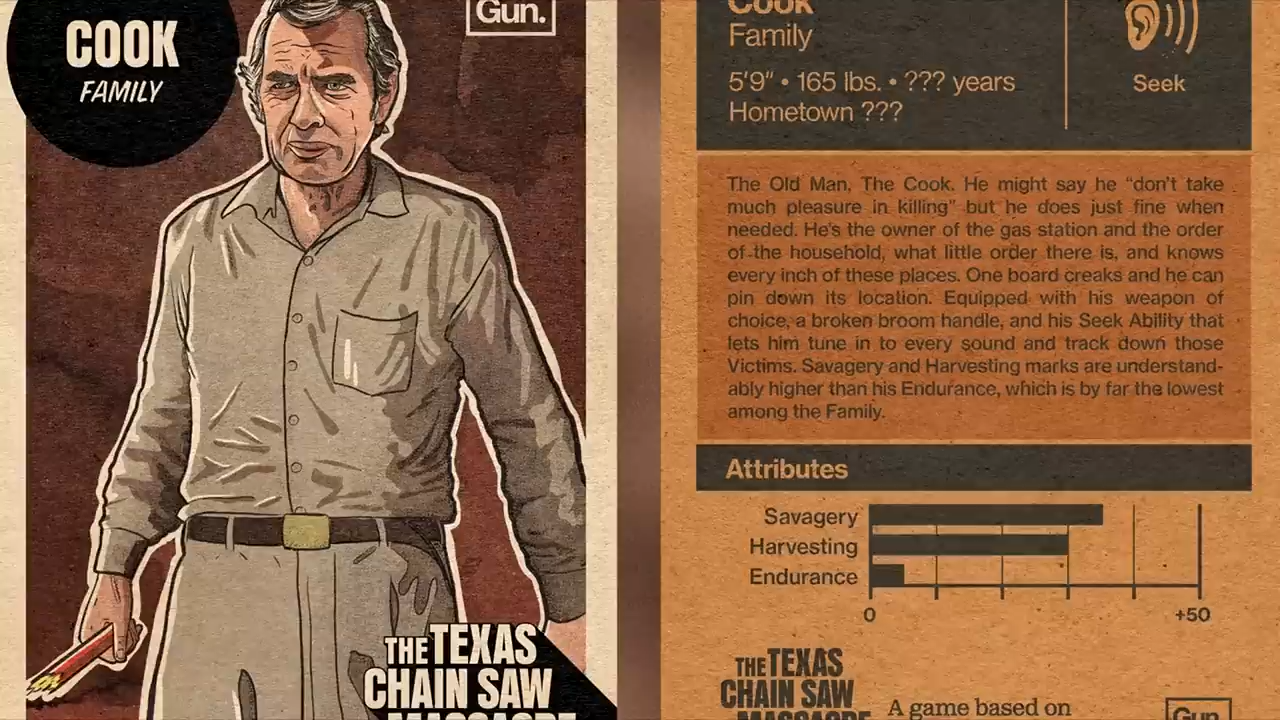 COOK
FAMILY
Gun.
THE TEXAS
CHAIN SAW
MASSACRE
Cook
Family
5'9" • 165 lbs. • ??? years
Hometown ???
Seek
The Old Man, The Cook. He might say he “don't take
much pleasure in killing” but he does just fine when
needed. He's the owner of the gas station and the order
of the household, what little order there is, and knows
every inch of these places. One board creaks and he can
pin down its location. Equipped with his weapon of
choice, a broken broom handle, and his Seek Ability that
lets him tune in to every sound and track down those
Victims. Savagery and Harvesting marks are understand-
ably higher than his Endurance, which is by far the lowest
among the Family.
Attributes
Savagery
Harvesting
Endurance
0
+50
THE TEXAS
CHAIN SAW
MASSACRE
A game based on
Gun.